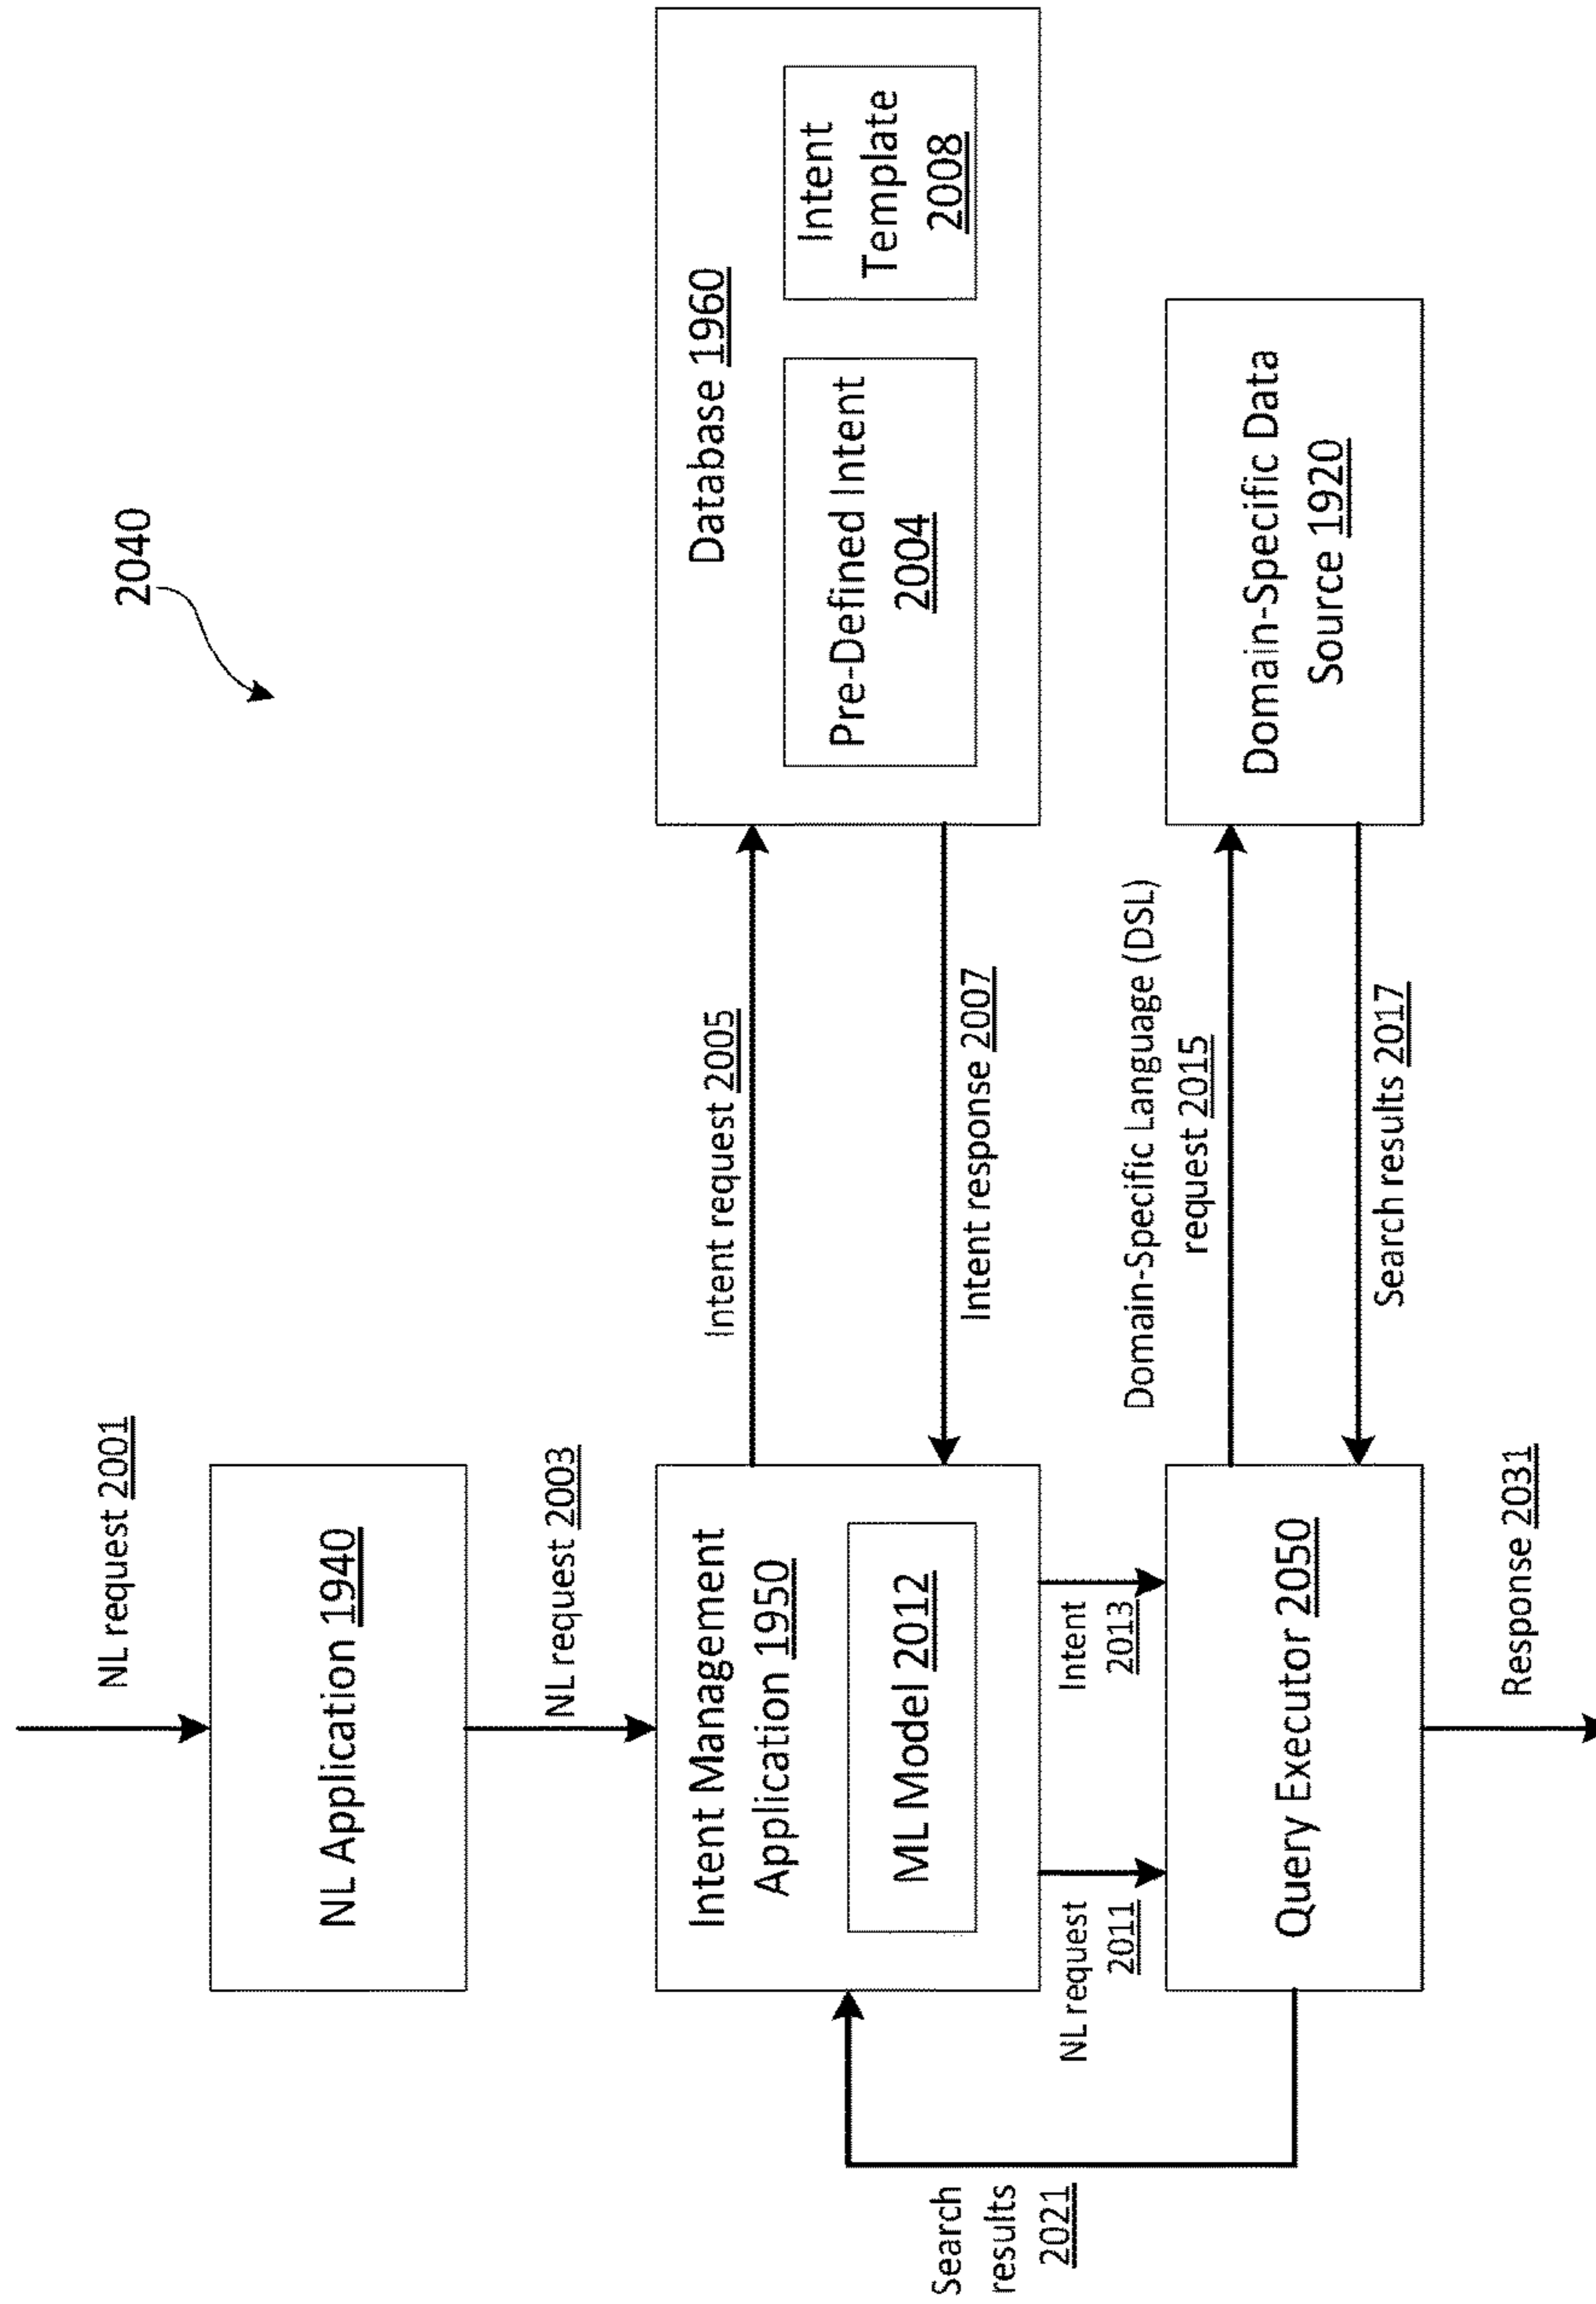 2040
NL request 2001
NL Application 1940
NL request 2003
Intent Management
Application 1950
ML Model 2012
Intent request 2005
Intent response 2007
Database 1960
Pre-Defined Intent
2004
Intent
Template
2008
NL request
2011
Intent
2013
Search
results
2021
Query Executor 2050
Domain-Specific Language (DSL)
request 2015
Search results 2017
Domain-Specific Data
Source 1920
Response 2031